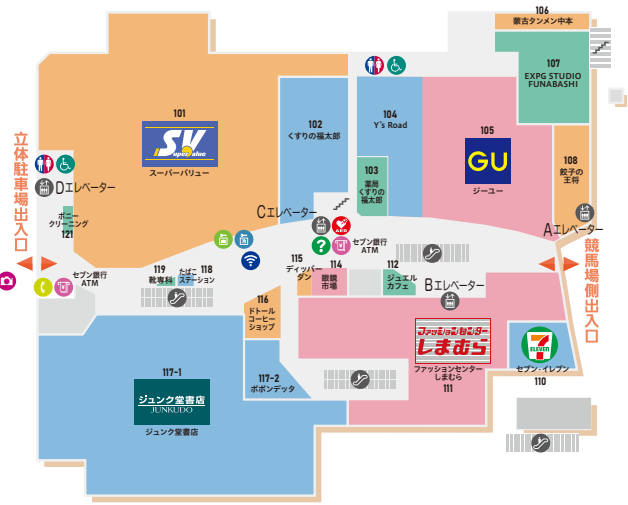 106
蒙古タンメン中本
107
EXPG STUDIO
FUNABASHI
101
SV
Super Value
スーパーバリュー
102
くすりの福太郎
104
Y's Road
105
GU
ジーユー
103
薬局
くすりの
福太郎
108
餃子の
王将
立体駐車場出入口
Dエレベーター
ポニー
クリーニング
121
Cエレベーター
AED
セブン銀行
ATM
Aエレベーター
競馬場側出入口
セブン銀行
ATM
119
靴専科
たばこ
ステーション
118
115
ディッパー
ダン
114
眼鏡
市場
112
ジュエル
カフェ
Bエレベーター
116
ドトール
コーヒー
ショップ
ファッションセンター
しまむら
ファッションセンター
しまむら
111
7
ELEVEN
セブン-イレブン
110
117-1
ジュンク堂書店
JUNKUDO
ジュンク堂書店
117-2
ポポンデッタ